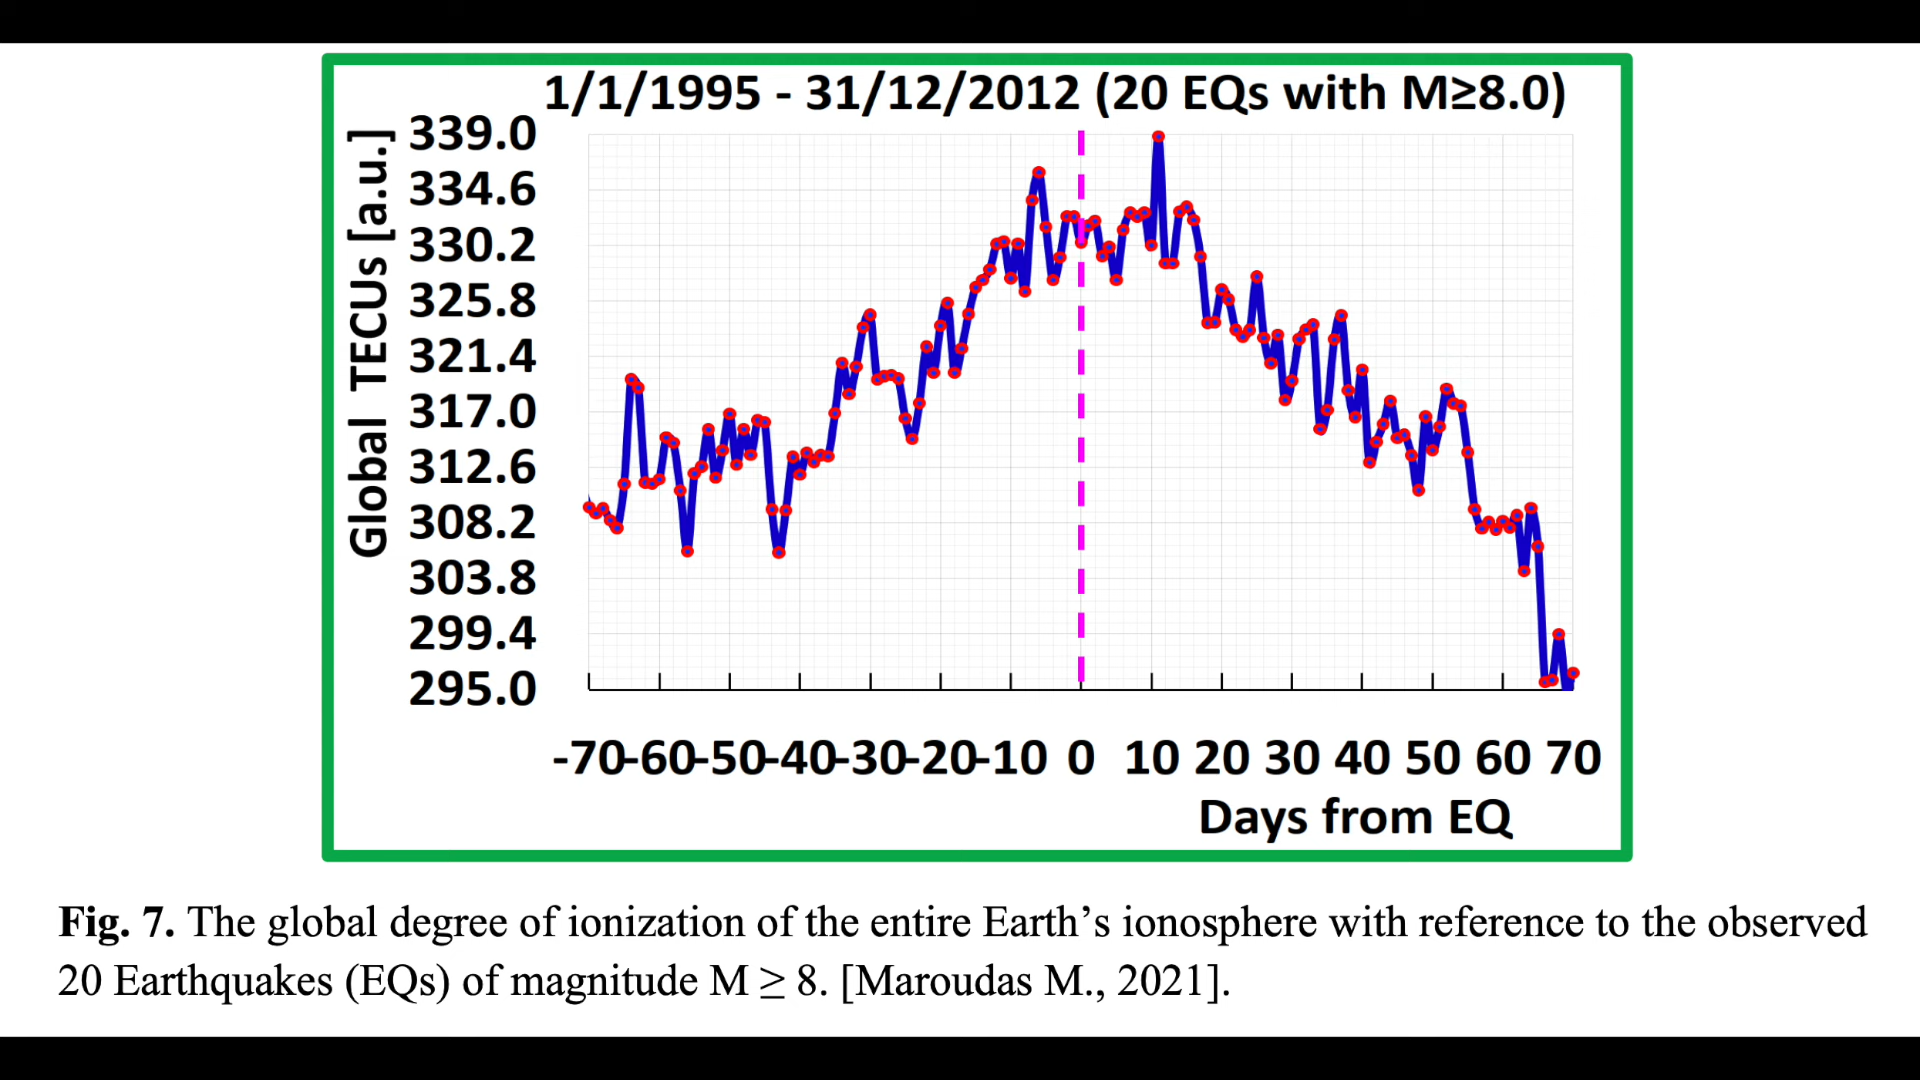 1/1/1995 - 31/12/2012 (20 EQs with M≥8.0)
Global TECUS [a.u.]
339.0
334.6
330.2
325.8
321.4
317.0
312.6
308.2
303.8
299.4
295.0
-70 -60 -50 -40 -30 -20 -10 0 10 20 30 40 50 60 70
Days from EQ
Fig. 7. The global degree of ionization of the entire Earth’s ionosphere with reference to the observed
20 Earthquakes (EQs) of magnitude M ≥ 8. [Maroudas M., 2021].